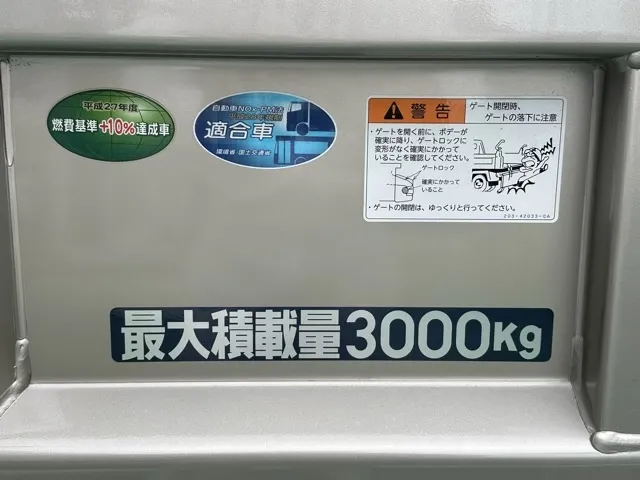 平成27年度
燃費基準+10%達成車
自動車NOx・PM法
適合車
環境省・国土交通省
警告
ゲート開閉時、
ゲートの落下に注意
・ゲートを開く前に、ボデーが
確実に降り、ゲートロックに
変形がなく確実にかかって
いることを確認してください。
ゲートロック
確実にかかって
いること
・ゲートの開閉は、ゆっくりと行ってください。
203-42033-0A
最大積載量3000Kg